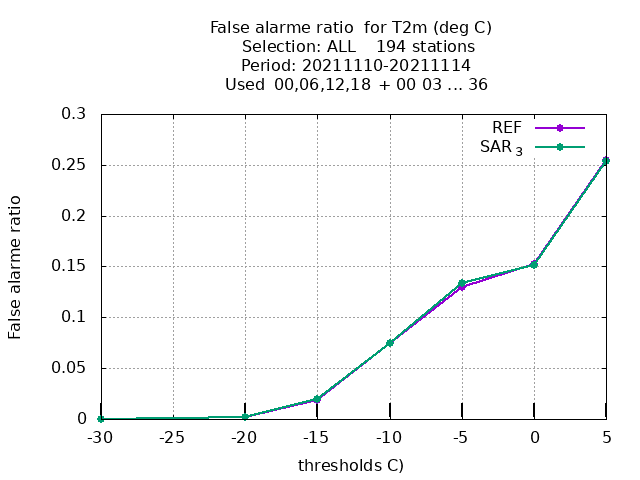 False alarme ratio  for T2m (deg C)
Selection: ALL    194 stations
Period: 20211110-20211114
Used  00,06,12,18  + 00 03 ... 36
REF
SAR 3
0.3
0.25
0.2
0.15
0.1
0.05
0
False alarme ratio
-30 -25 -20 -15 -10 -5 0 5
thresholds C)